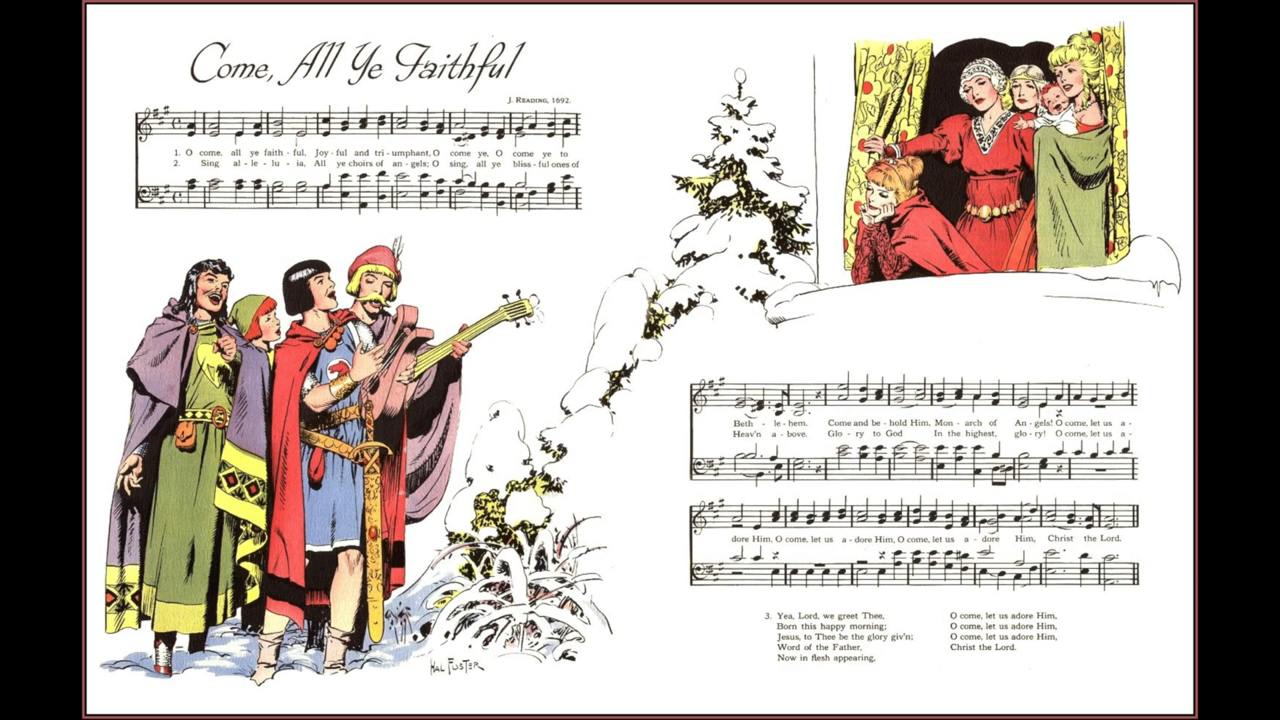 Come, All Ye Faithful
J. READING, 1692.
1. O come, all ye faith - ful, Joy - ful and tri - umphant, O come ye, O come ye to
2. Sing al - le - lu - ia, All ye choirs of an - gels; O sing, all ye bliss - ful ones of
Beth - le - hem. Come and be - hold Him, Mon - arch of An - gels! O come, let us a -
Heav'n a - bove. Glo - ry to God In the highest, glo - ry! O come, let us a -
dore Him, O come, let us a - dore Him, O come, let us a - dore Him, Christ the Lord.
3. Yea, Lord, we greet Thee,
Born this happy morning;
Jesus, to Thee be the glory giv'n;
Word of the Father,
Now in flesh appearing,
O come, let us adore Him,
O come, let us adore Him,
O come, let us adore Him,
Christ the Lord.
HAL FOSTER